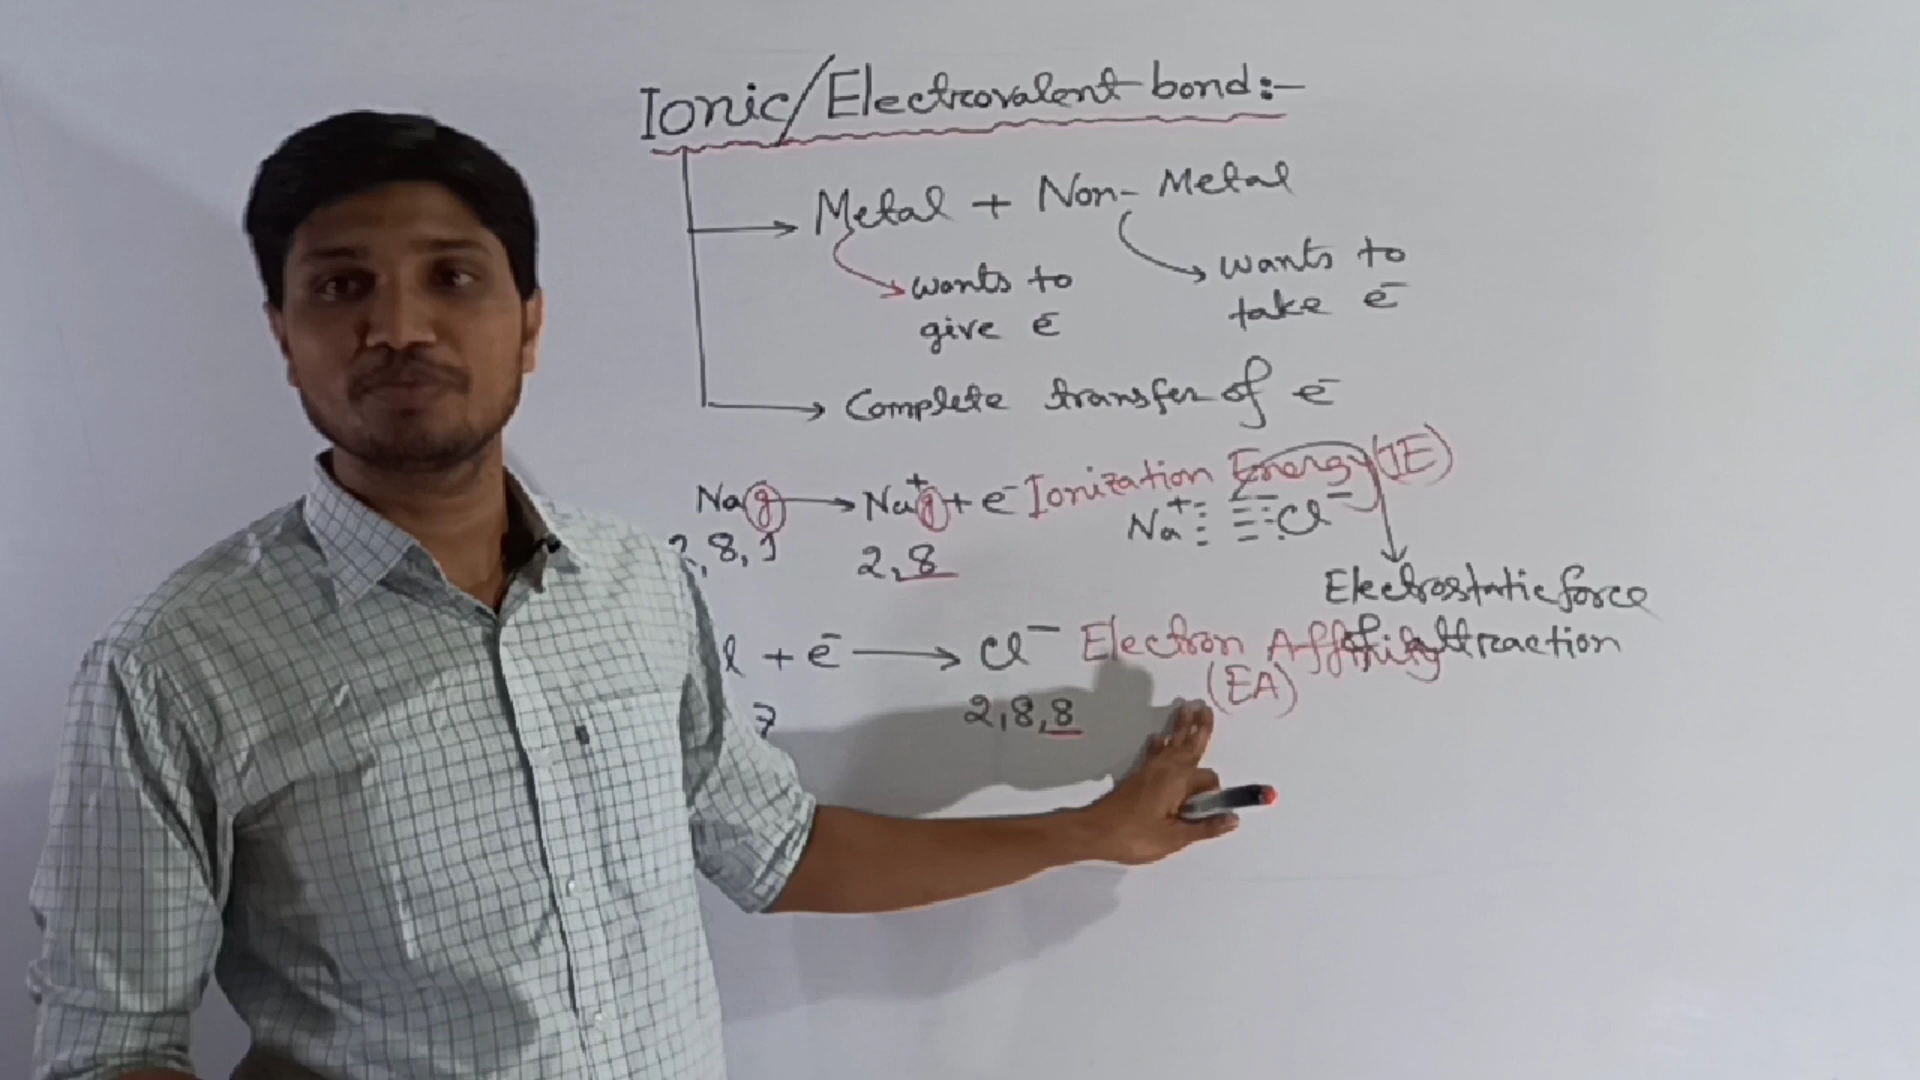 Ionic/Electrovalent bond:-
Metal + Non-Metal
wants to
give e⁻
wants to
take e⁻
Complete transfer of e⁻
Na(g) → Na⁺(g) + e⁻ Ionization Energy (IE)
Na⁺ Cl⁻
2,8,1
2,8
Electrostatic force
of attraction
l + e⁻ → Cl⁻ Electron Affinity
(EA)
7
2,8,8